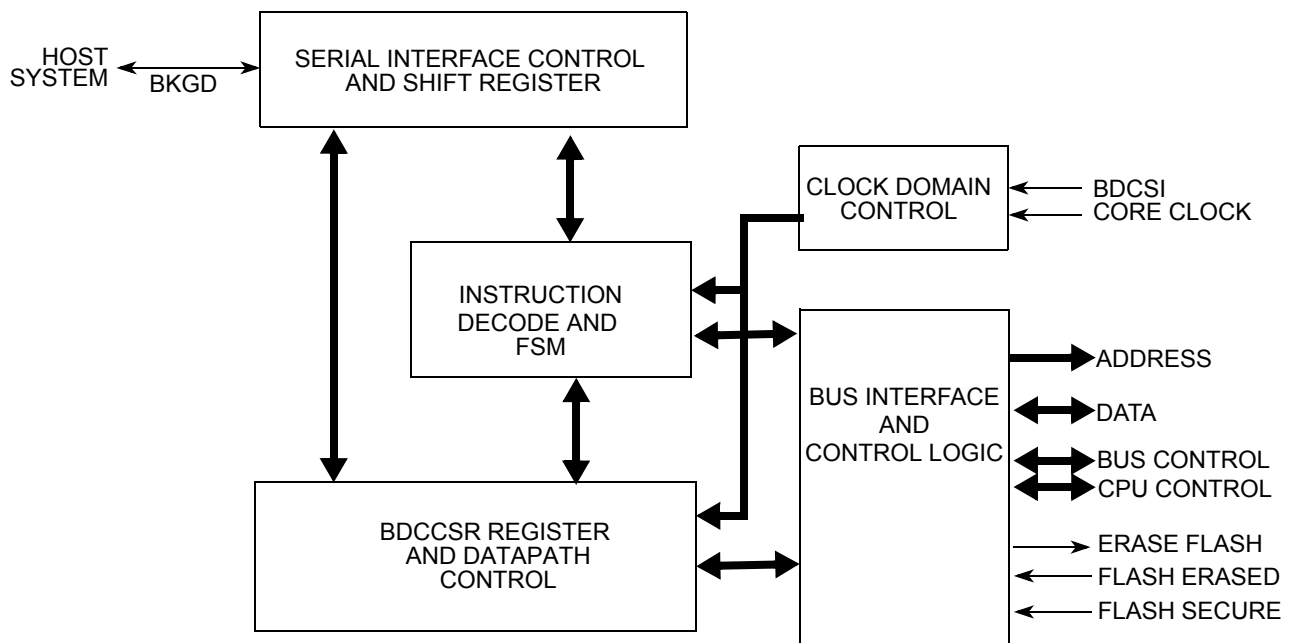 HOST
SYSTEM
BKGD
SERIAL INTERFACE CONTROL
AND SHIFT REGISTER
CLOCK DOMAIN
CONTROL
BDCSI
CORE CLOCK
INSTRUCTION
DECODE AND
FSM
BUS INTERFACE
AND
CONTROL LOGIC
ADDRESS
DATA
BUS CONTROL
CPU CONTROL
ERASE FLASH
FLASH ERASED
FLASH SECURE
BDCCSR REGISTER
AND DATAPATH
CONTROL